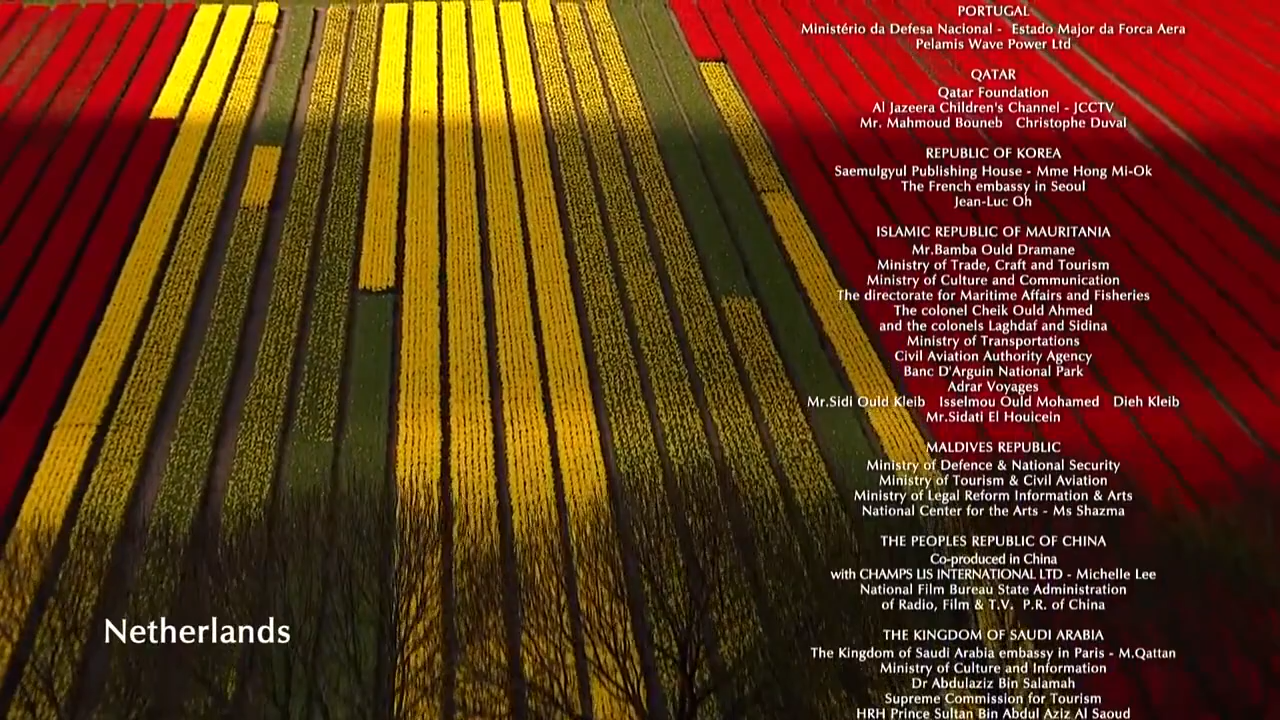 PORTUGAL
Ministério da Defesa Nacional - Estado Major da Forca Aera
Pelamis Wave Power Ltd
QATAR
Qatar Foundation
Al Jazeera Children's Channel - JCCTV
Mr. Mahmoud Bouneb Christophe Duval
REPUBLIC OF KOREA
Saemulgyul Publishing House - Mme Hong Mi-Ok
The French embassy in Seoul
Jean-Luc Oh
ISLAMIC REPUBLIC OF MAURITANIA
Mr.Bamba Ould Dramane
Ministry of Trade, Craft and Tourism
Ministry of Culture and Communication
The directorate for Maritime Affairs and Fisheries
The colonel Cheik Ould Ahmed
and the colonels Laghdaf and Sidina
Ministry of Transportations
Civil Aviation Authority Agency
Banc D'Arguin National Park
Adrar Voyages
Mr.Sidi Ould Kleib Isselmou Ould Mohamed Dieh Kleib
Mr.Sidati El Houicein
MALDIVES REPUBLIC
Ministry of Defence & National Security
Ministry of Tourism & Civil Aviation
Ministry of Legal Reform Information & Arts
National Center for the Arts - Ms Shazma
THE PEOPLES REPUBLIC OF CHINA
Co-produced in China
with CHAMPS LIS INTERNATIONAL LTD - Michelle Lee
National Film Bureau State Administration
of Radio, Film & T.V. P.R. of China
THE KINGDOM OF SAUDI ARABIA
The Kingdom of Saudi Arabia embassy in Paris - M.Qattan
Ministry of Culture and Information
Dr Abdulaziz Bin Salamah
Supreme Commission for Tourism
HRH Prince Sultan Bin Abdul Aziz Al Saoud
Netherlands